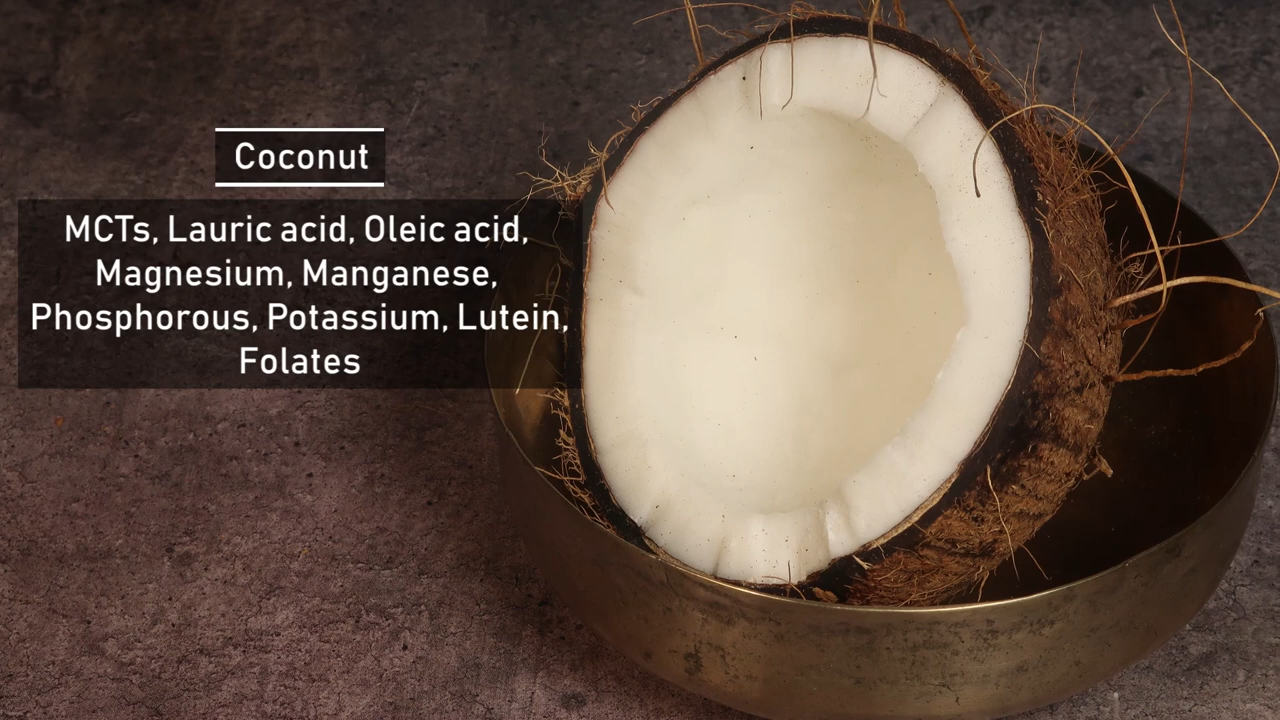 Coconut
MCTs, Lauric acid, Oleic acid,
Magnesium, Manganese,
Phosphorous, Potassium, Lutein,
Folates